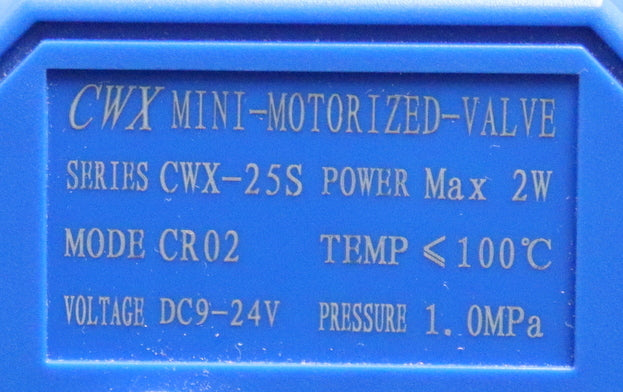 CWX MINI-MOTORIZED-VALVE
SERIES CWX-25S POWER Max 2W
MODE CR02 TEMP ⩽100℃
VOLTAGE DC9-24V PRESSURE 1.0MPa